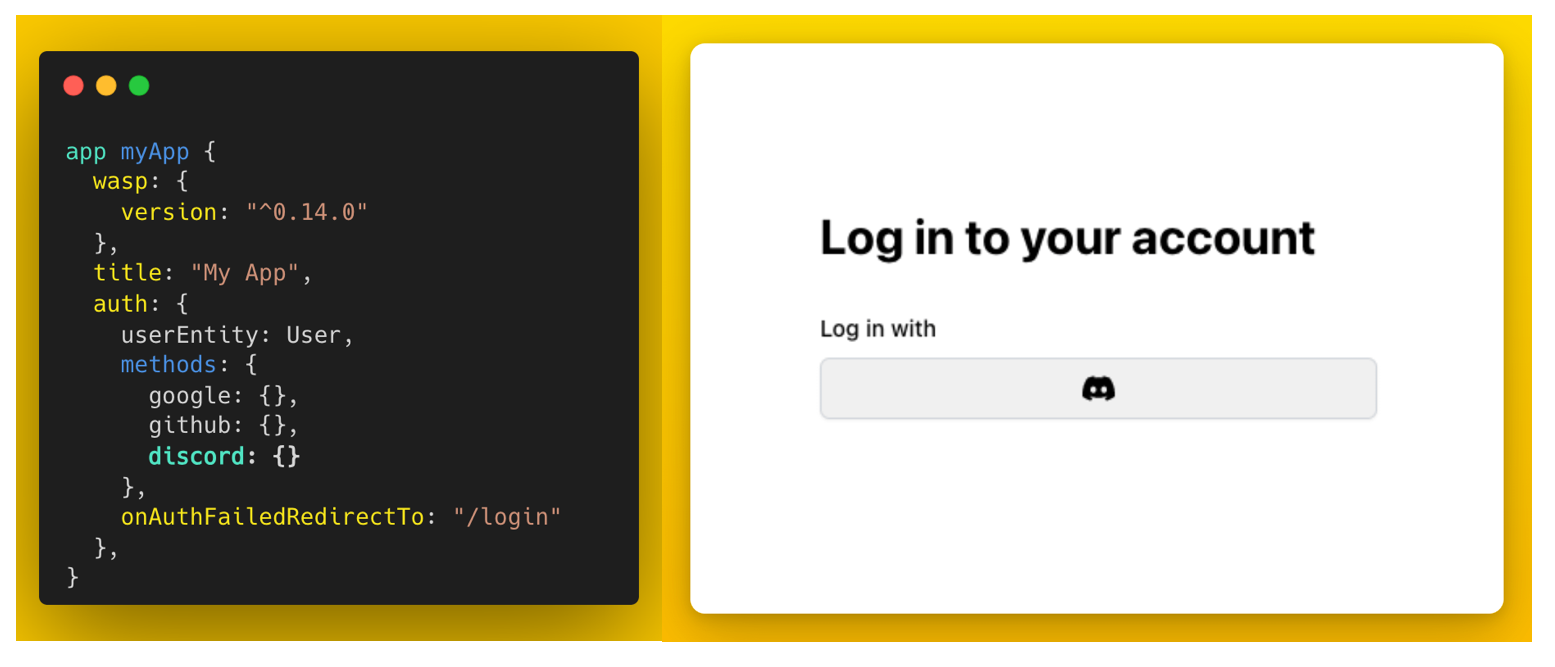 app myApp {
  wasp: {
    version: "^0.14.0"
  },
  title: "My App",
  auth: {
    userEntity: User,
    methods: {
      google: {},
      github: {},
      discord: {}
    },
    onAuthFailedRedirectTo: "/login"
  },
}
Log in to your account
Log in with